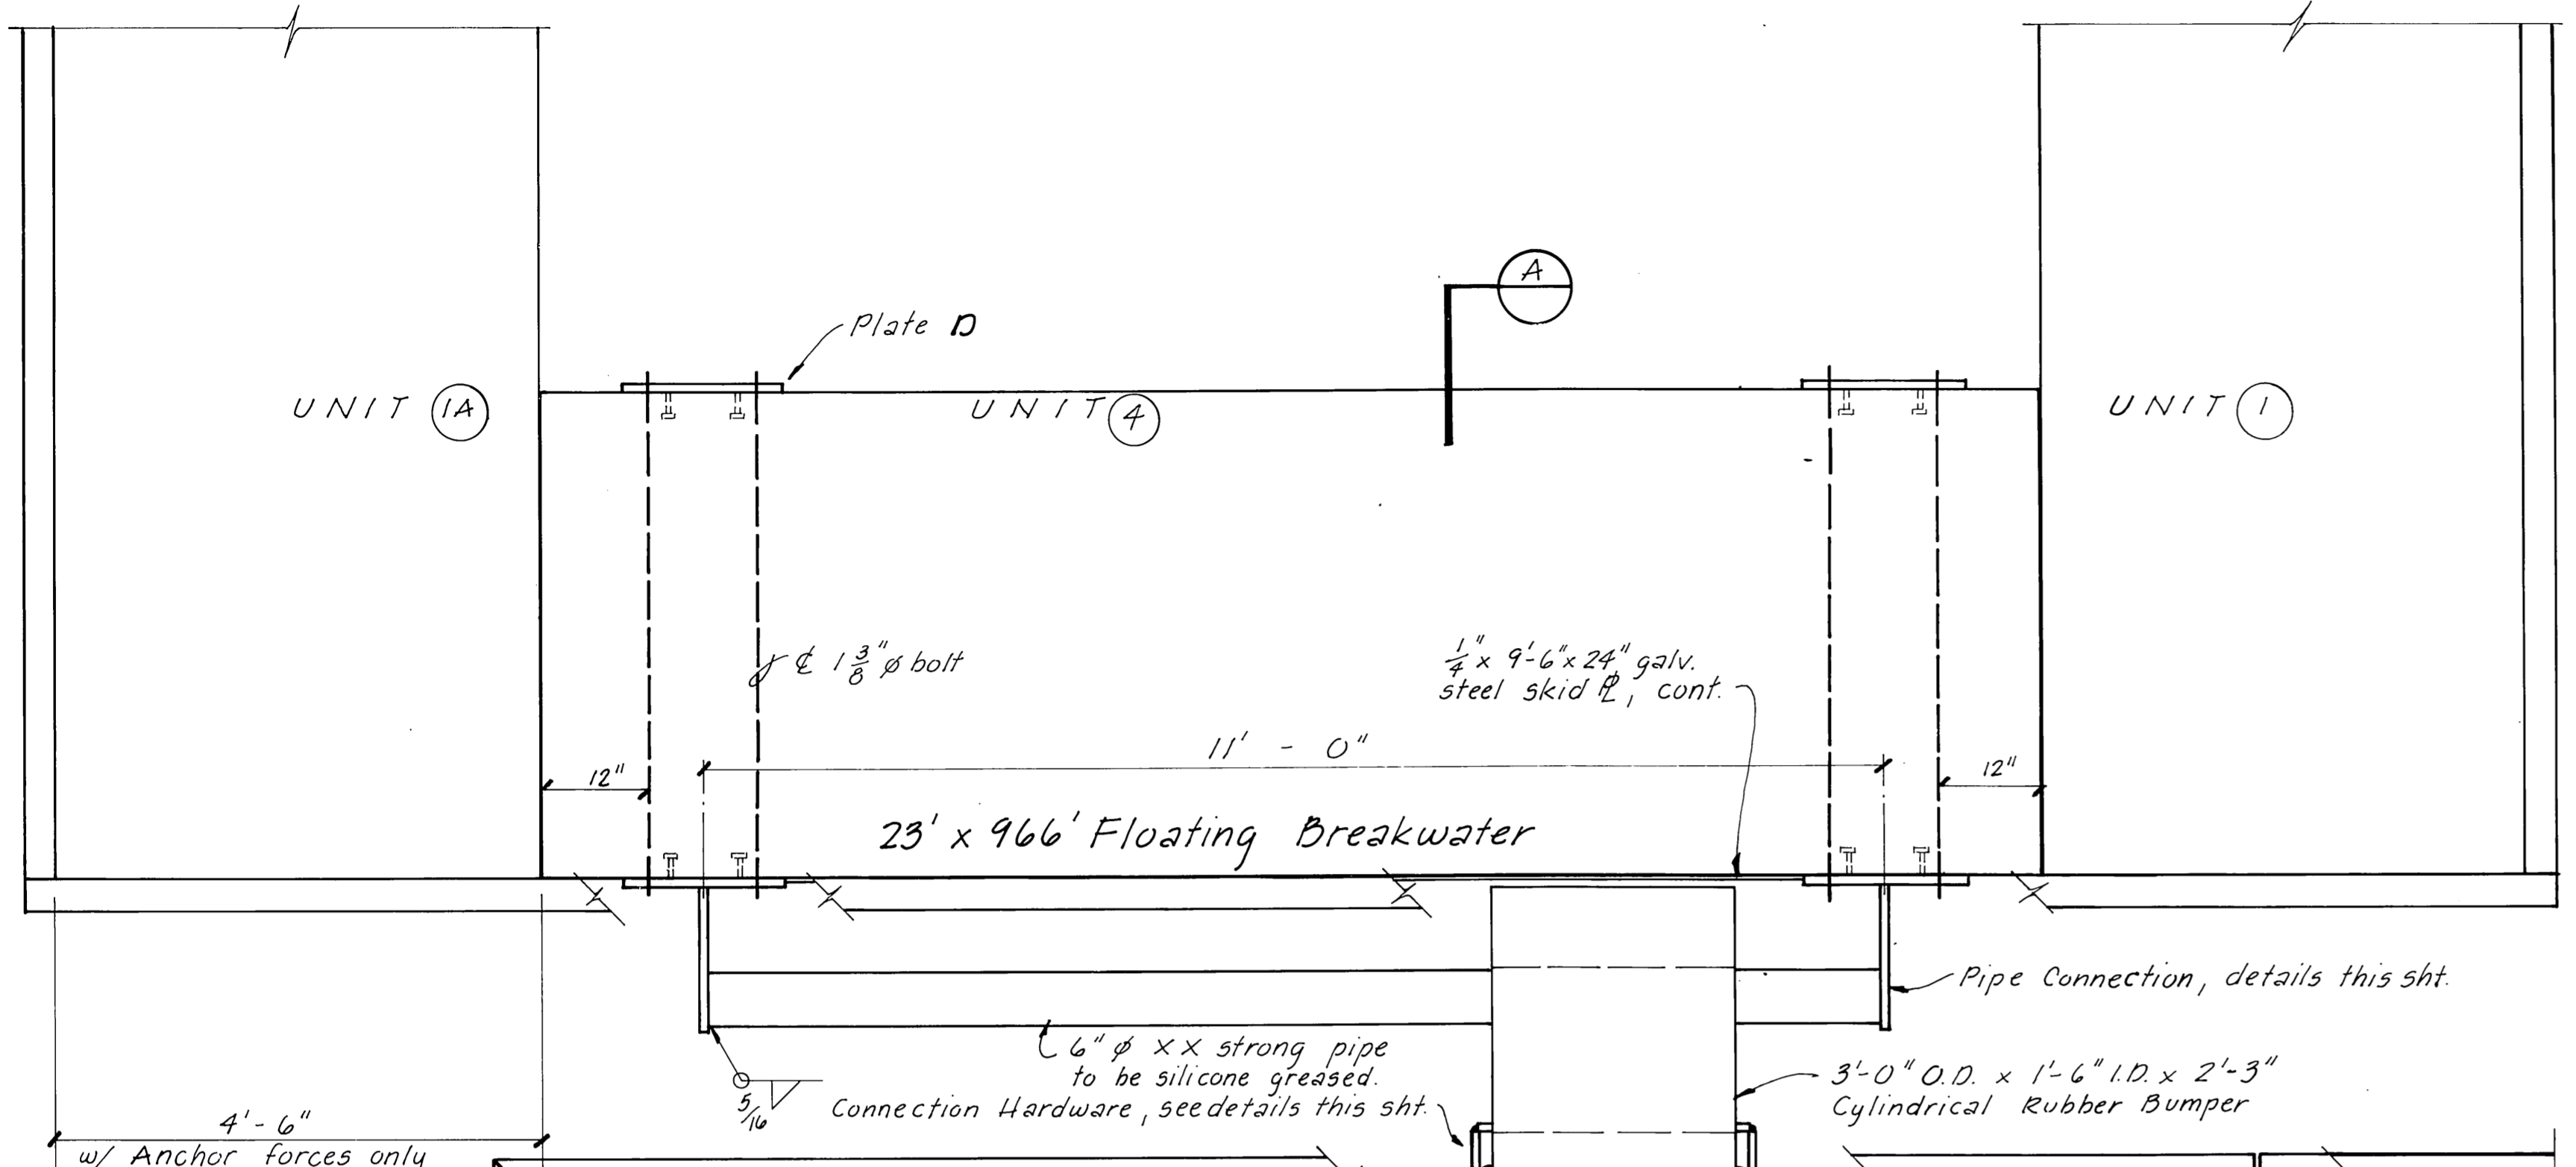 A
Plate D
UNIT 1A
UNIT 4
UNIT 1
℄ 1 3/8" ø bolt
1/4" x 9'-6" x 24" galv.
steel skid ℙL, cont.
11' - 0"
12"
12"
23' x 966' Floating Breakwater
Pipe Connection, details this sht.
6" ø XX strong pipe
to be silicone greased.
5/16
Connection Hardware, see details this sht.
3'-0" O.D. x 1'-6" I.D. x 2'-3"
Cylindrical Rubber Bumper
4'-6"
w/ Anchor forces only